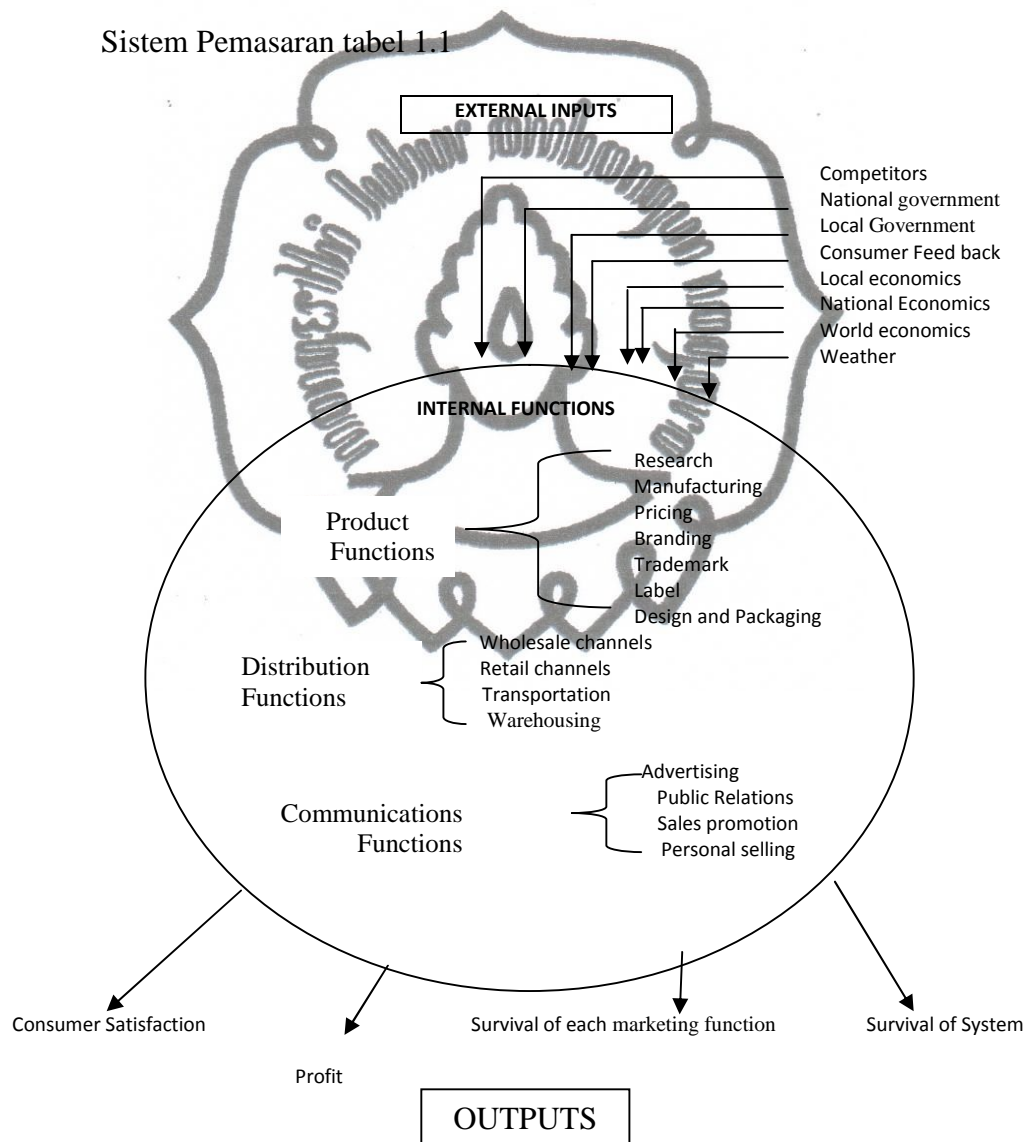 Sistem Pemasaran tabel 1.1
EXTERNAL INPUTS
Competitors
National government
Local Government
Consumer Feed back
Local economics
National Economics
World economics
Weather
INTERNAL FUNCTIONS
Product
Functions
Research
Manufacturing
Pricing
Branding
Trademark
Label
Design and Packaging
Distribution
Functions
Wholesale channels
Retail channels
Transportation
Warehousing
Communications
Functions
Advertising
Public Relations
Sales promotion
Personal selling
Consumer Satisfaction
Profit
Survival of each marketing function
Survival of System
OUTPUTS